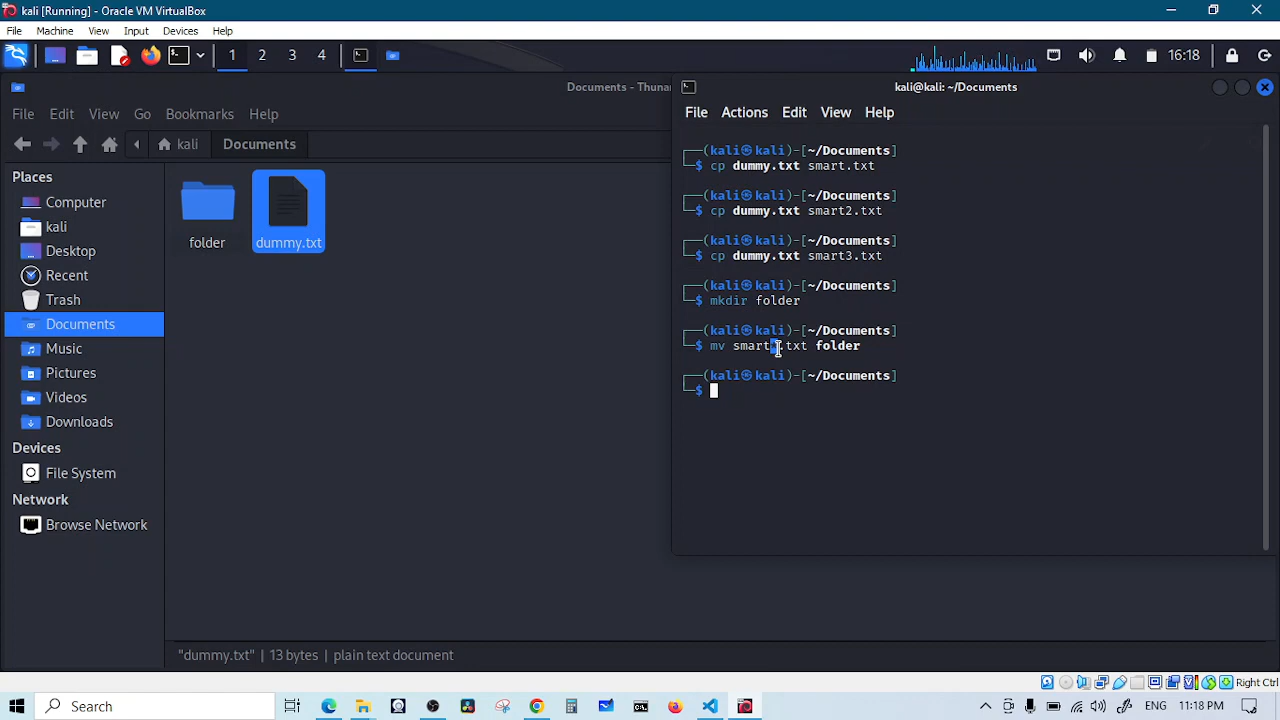 kali [Running] - Oracle VM VirtualBox
File Machine View Input Devices Help
1 2 3 4 16:18
Documents - Thuna
File Edit View Go Bookmarks Help
kali Documents
Places
Computer
kali
Desktop
Recent
Trash
Documents
Music
Pictures
Videos
Downloads
Devices
File System
Network
Browse Network
folder
dummy.txt
"dummy.txt" | 13 bytes | plain text document
kali@kali: ~/Documents
File Actions Edit View Help
(kali㉿kali)-[~/Documents]
$ cp dummy.txt smart.txt
(kali㉿kali)-[~/Documents]
$ cp dummy.txt smart2.txt
(kali㉿kali)-[~/Documents]
$ cp dummy.txt smart3.txt
(kali㉿kali)-[~/Documents]
$ mkdir folder
(kali㉿kali)-[~/Documents]
$ mv smart .txt folder
(kali㉿kali)-[~/Documents]
$
Right Ctrl
Search
ENG 11:18 PM